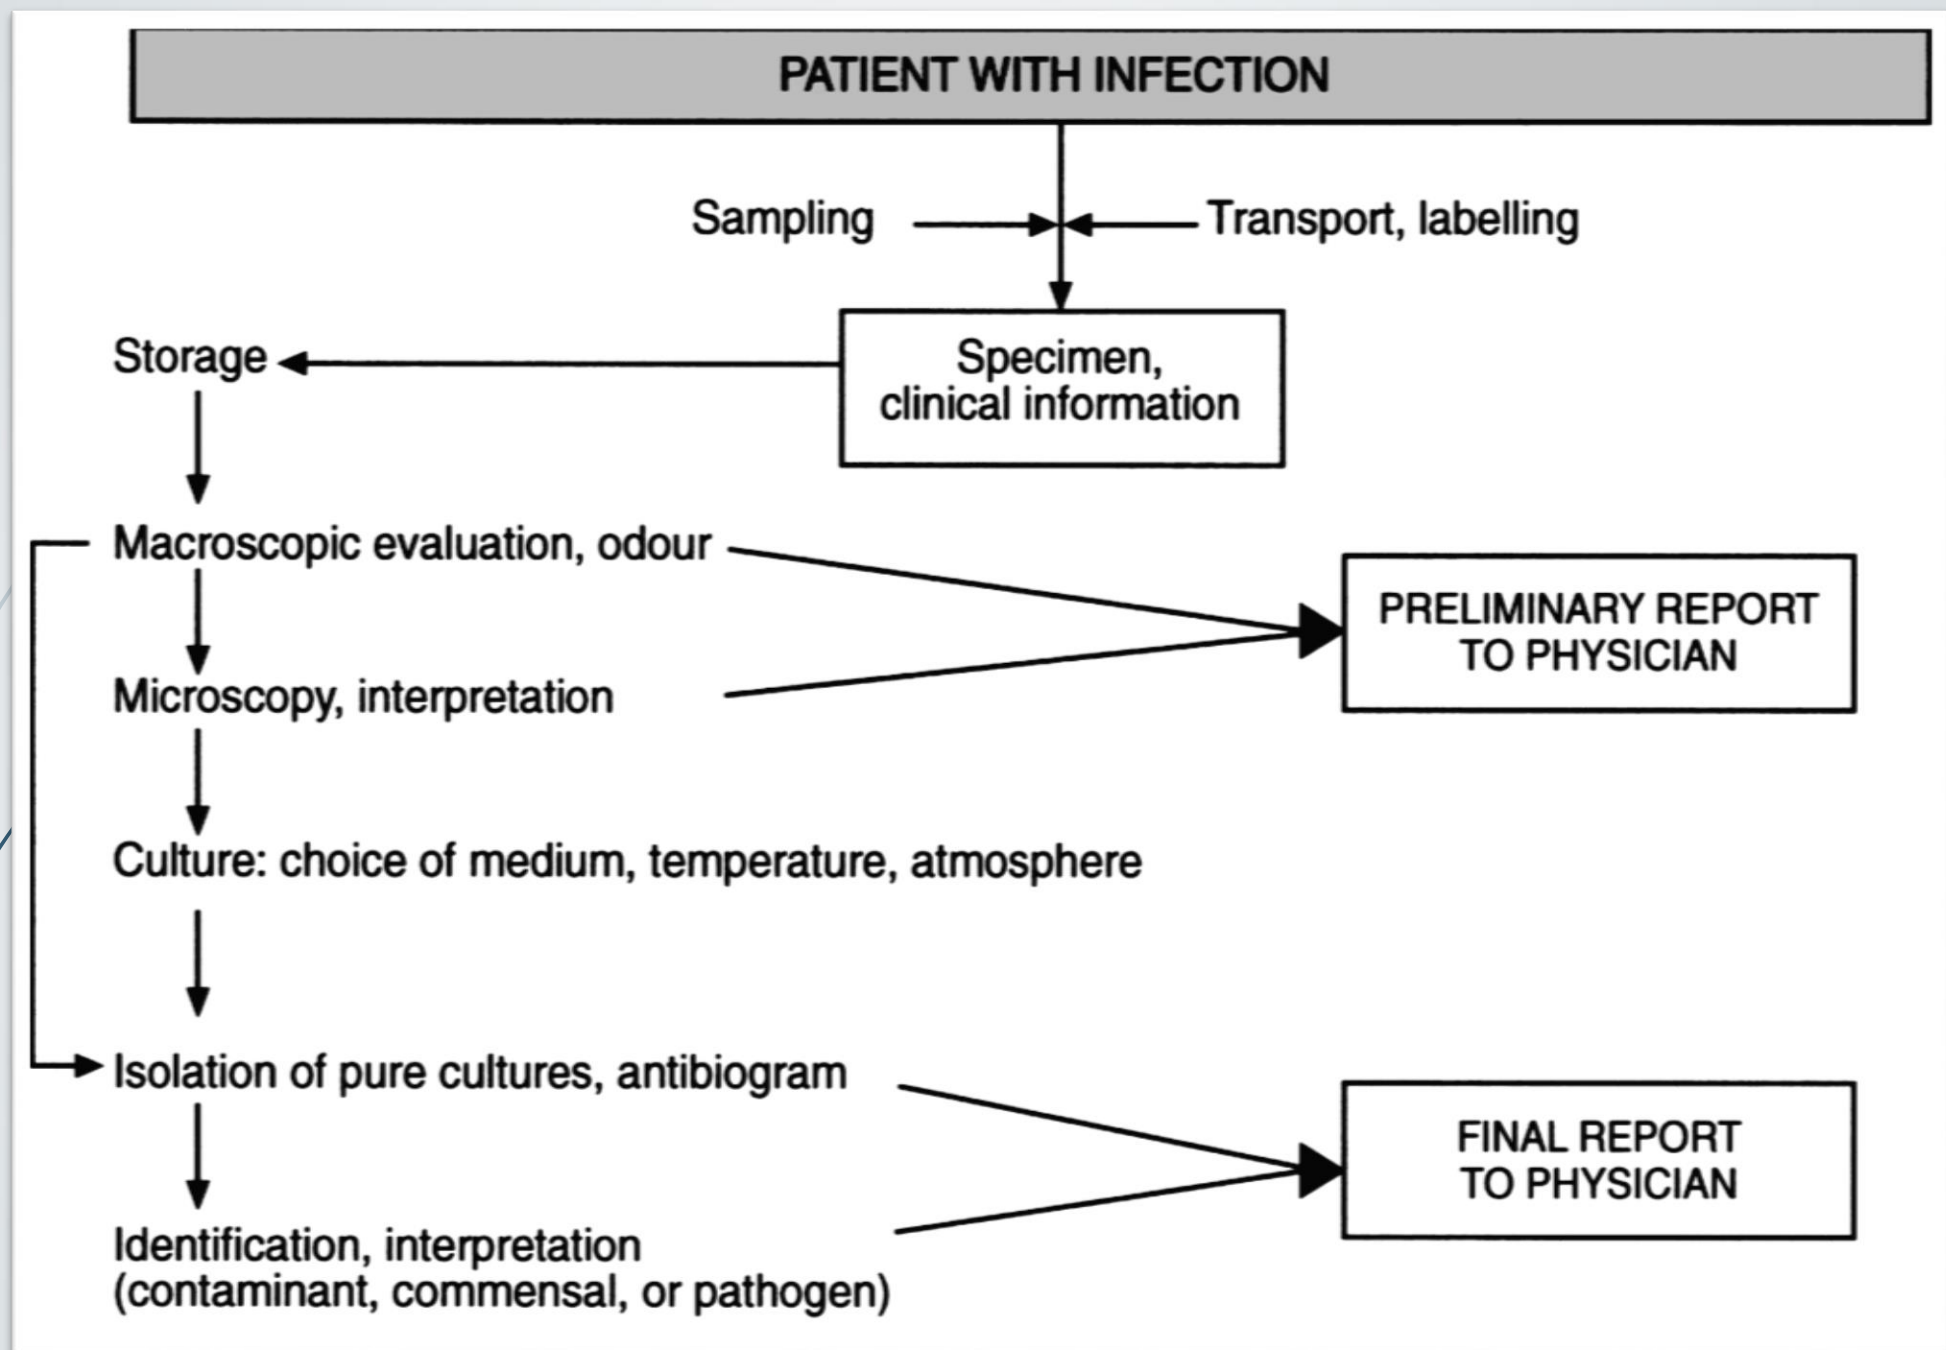 PATIENT WITH INFECTION
Sampling
Transport, labelling
Storage
Specimen,
clinical information
Macroscopic evaluation, odour
PRELIMINARY REPORT
TO PHYSICIAN
Microscopy, interpretation
Culture: choice of medium, temperature, atmosphere
Isolation of pure cultures, antibiogram
FINAL REPORT
TO PHYSICIAN
Identification, interpretation
(contaminant, commensal, or pathogen)